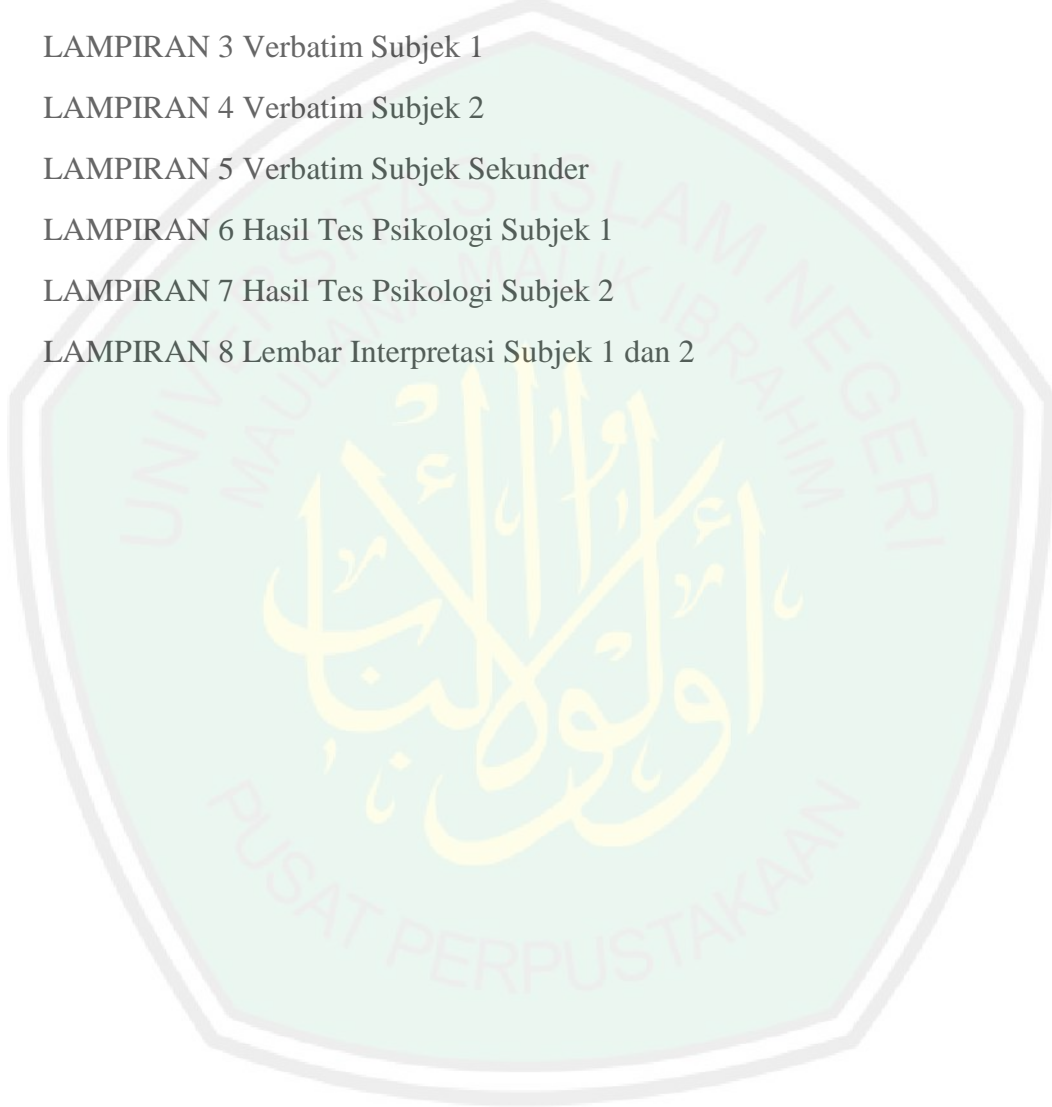 LAMPIRAN 3 Verbatim Subjek 1
LAMPIRAN 4 Verbatim Subjek 2
LAMPIRAN 5 Verbatim Subjek Sekunder
LAMPIRAN 6 Hasil Tes Psikologi Subjek 1
LAMPIRAN 7 Hasil Tes Psikologi Subjek 2
LAMPIRAN 8 Lembar Interpretasi Subjek 1 dan 2
UNIVERSITAS ISLAM NEGERI
MAULANA MALIK IBRAHIM
أولوا الألباب
PUSAT PERPUSTAKAAN